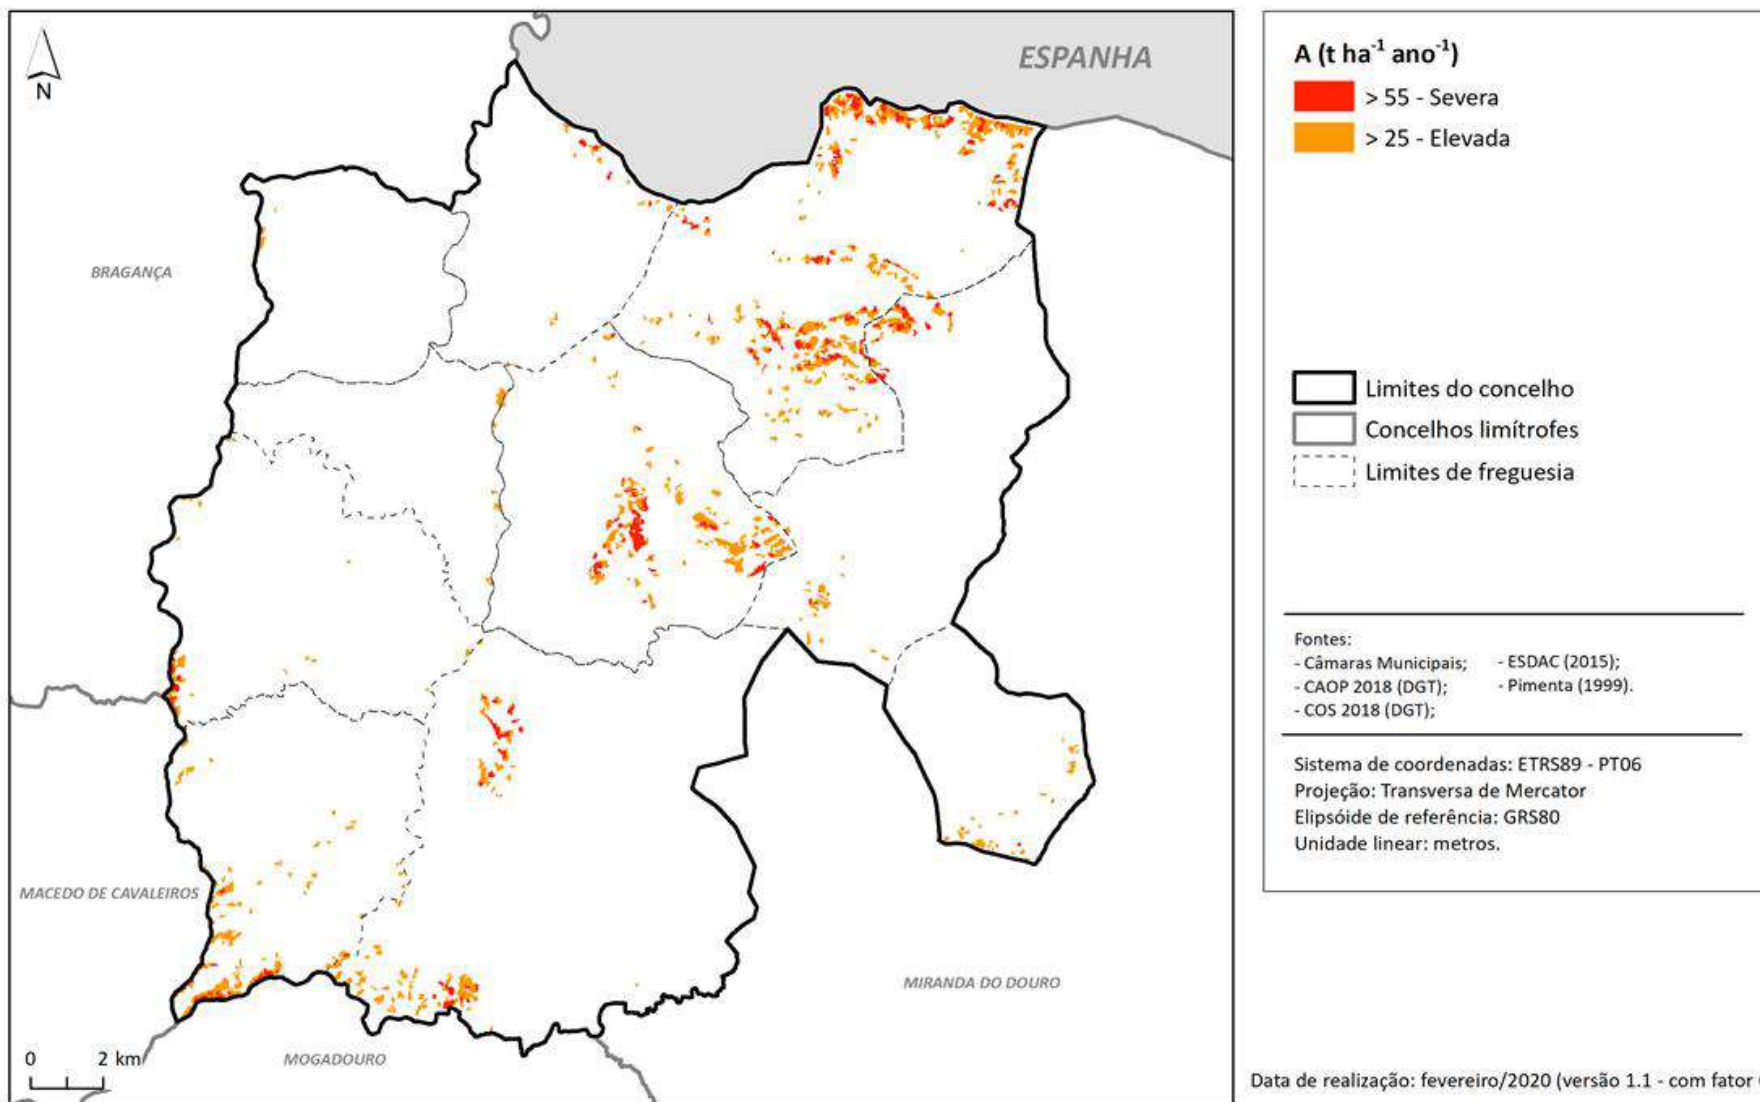 N
ESPANHA
BRAGANÇA
MACEDO DE CAVALEIROS
MIRANDA DO DOURO
MOGADOURO
0 2 km
A (t ha⁻¹ ano⁻¹)
> 55 - Severa
> 25 - Elevada
Limites do concelho
Concelhos limítrofes
Limites de freguesia
Fontes:
- Câmaras Municipais; - ESDAC (2015);
- CAOP 2018 (DGT); - Pimenta (1999).
- COS 2018 (DGT);
Sistema de coordenadas: ETRS89 - PT06
Projeção: Transversa de Mercator
Elipsóide de referência: GRS80
Unidade linear: metros.
Data de realização: fevereiro/2020 (versão 1.1 - com fator